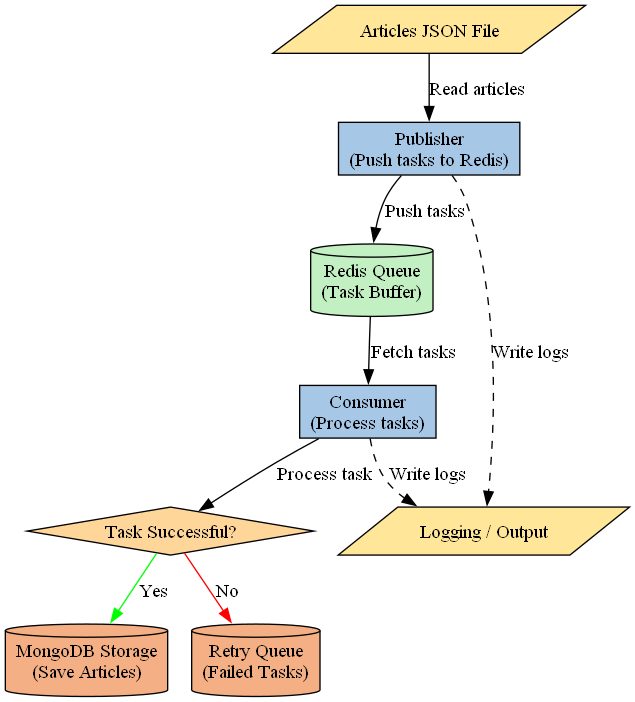 Articles JSON File
Read articles
Publisher
(Push tasks to Redis)
Push tasks
Redis Queue
(Task Buffer)
Fetch tasks
Write logs
Consumer
(Process tasks)
Process task
Write logs
Task Successful?
Logging / Output
Yes
No
MongoDB Storage
(Save Articles)
Retry Queue
(Failed Tasks)